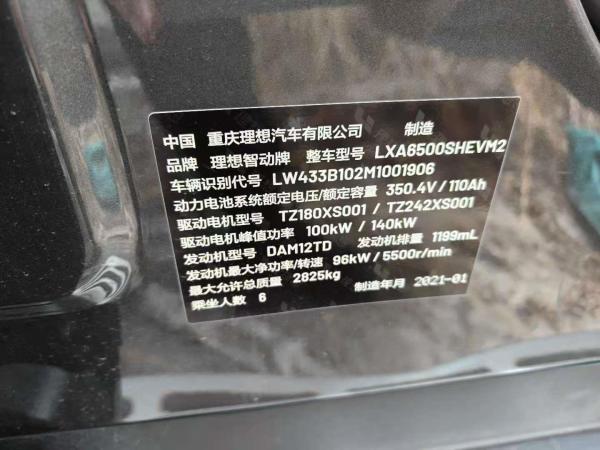 中国 重庆理想汽车有限公司 制造
品牌 理想智动牌 整车型号 LXA6500SHEVM2
车辆识别代号 LW433B102M1001906
动力电池系统额定电压/额定容量 350.4V / 110Ah
驱动电机型号 TZ180XS001 / TZ242XS001
驱动电机峰值功率 100kW / 140kW
发动机型号 DAM12TD 发动机排量 1199mL
发动机最大净功率/转速 96kW / 5500r/min
最大允许总质量 2825kg
乘坐人数 6 制造年月 2021-01